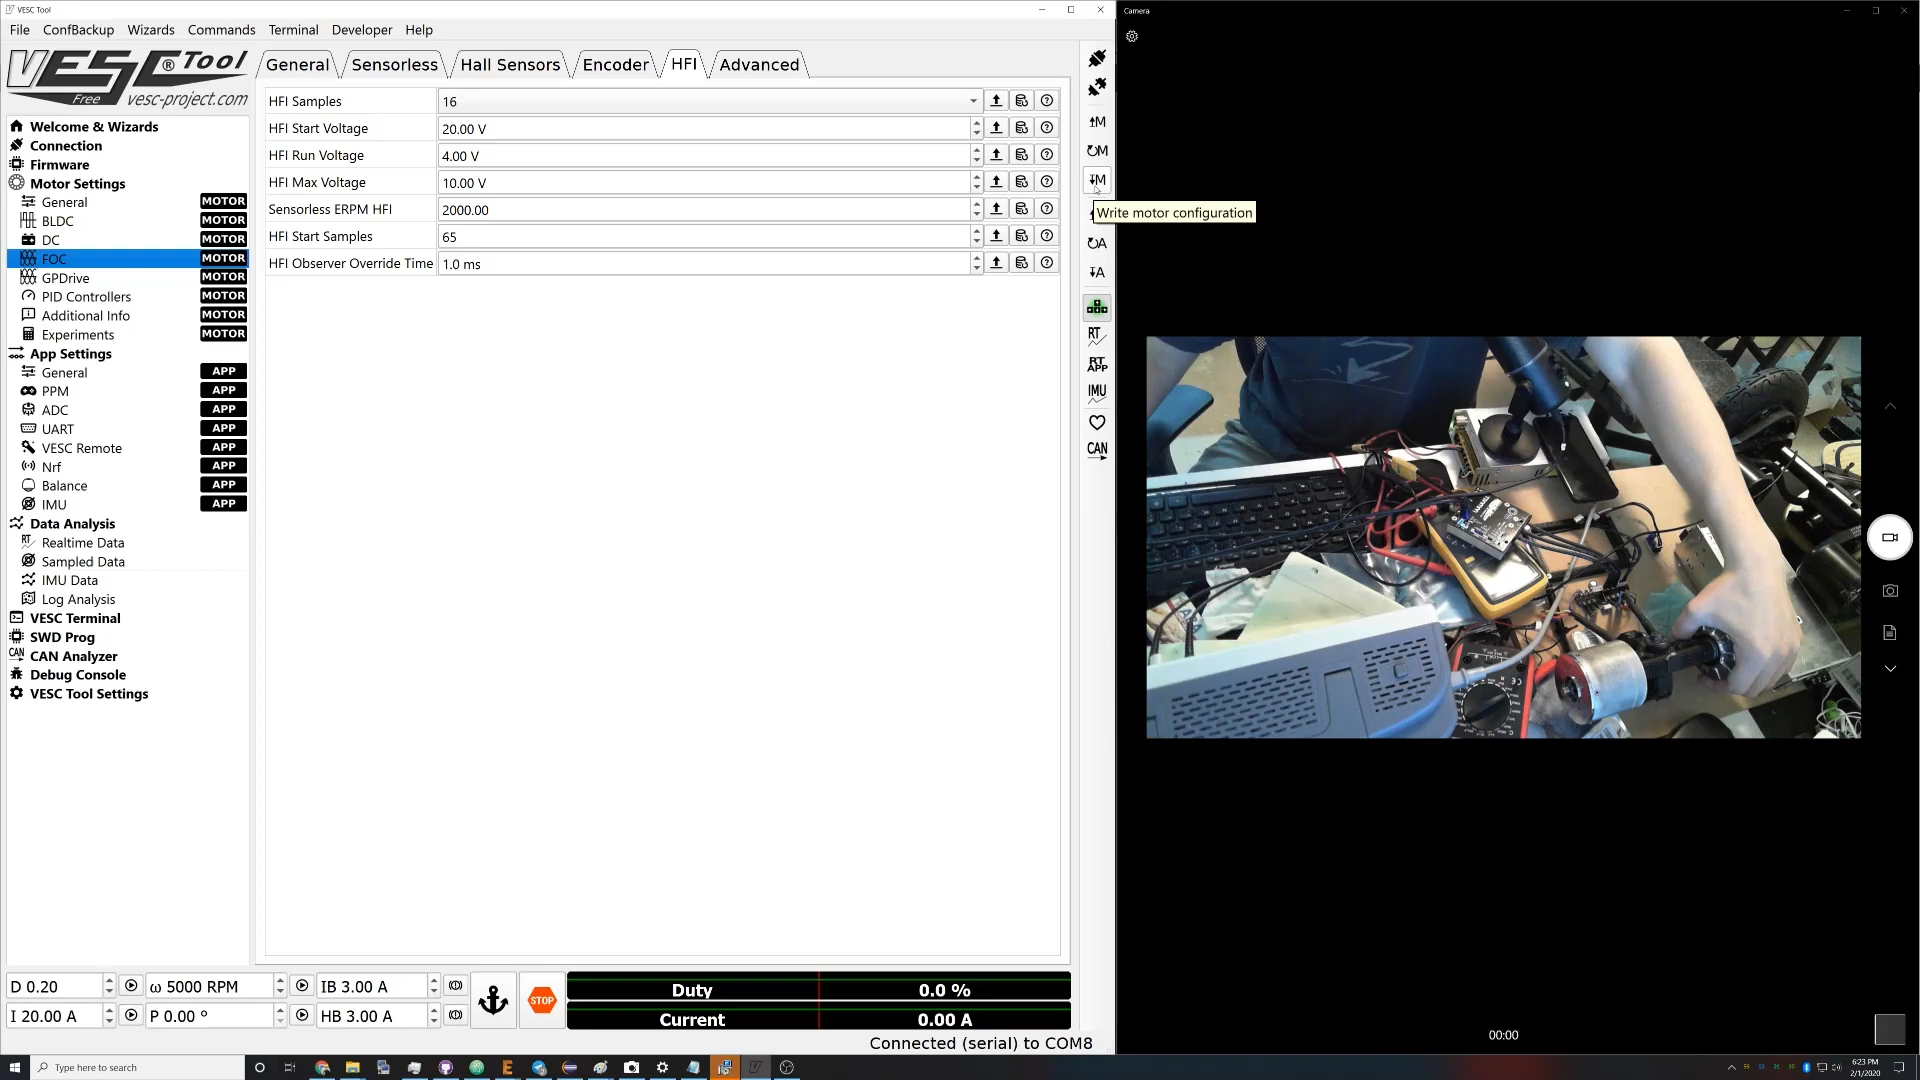 VESC Tool
File ConfBackup Wizards Commands Terminal Developer Help
VESC® Tool
Free vesc-project.com
Welcome & Wizards
Connection
Firmware
Motor Settings
General MOTOR
BLDC MOTOR
DC MOTOR
FOC MOTOR
GPDrive MOTOR
PID Controllers MOTOR
Additional Info MOTOR
Experiments MOTOR
App Settings
General APP
PPM APP
ADC APP
UART APP
VESC Remote APP
Nrf APP
Balance APP
IMU APP
Data Analysis
RT Realtime Data
Sampled Data
IMU Data
Log Analysis
VESC Terminal
SWD Prog
CAN CAN Analyzer
Debug Console
VESC Tool Settings
General Sensorless Hall Sensors Encoder HFI Advanced
HFI Samples 16
HFI Start Voltage 20.00 V
HFI Run Voltage 4.00 V
HFI Max Voltage 10.00 V
Sensorless ERPM HFI 2000.00
HFI Start Samples 65
HFI Observer Override Time 1.0 ms
M
M
M
Write motor configuration
A
A
RT
RT
APP
IMU
CAN
D 0.20 ω 5000 RPM IB 3.00 A
I 20.00 A P 0.00 ° HB 3.00 A
STOP
Duty 0.0 %
Current 0.00 A
Connected (serial) to COM8
Camera
00:00
Type here to search
6:23 PM
2/1/2020